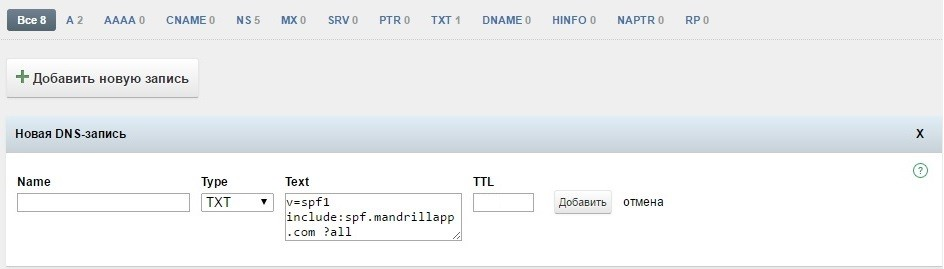 Все 8 A 2 AAAA 0 CNAME 0 NS 5 MX 0 SRV 0 PTR 0 TXT 1 DNAME 0 HINFO 0 NAPTR 0 RP 0
+ Добавить новую запись
Новая DNS-запись X
?
Name Type Text TTL
TXT
v=spf1
include:spf.mandrillapp
.com ?all
Добавить отмена